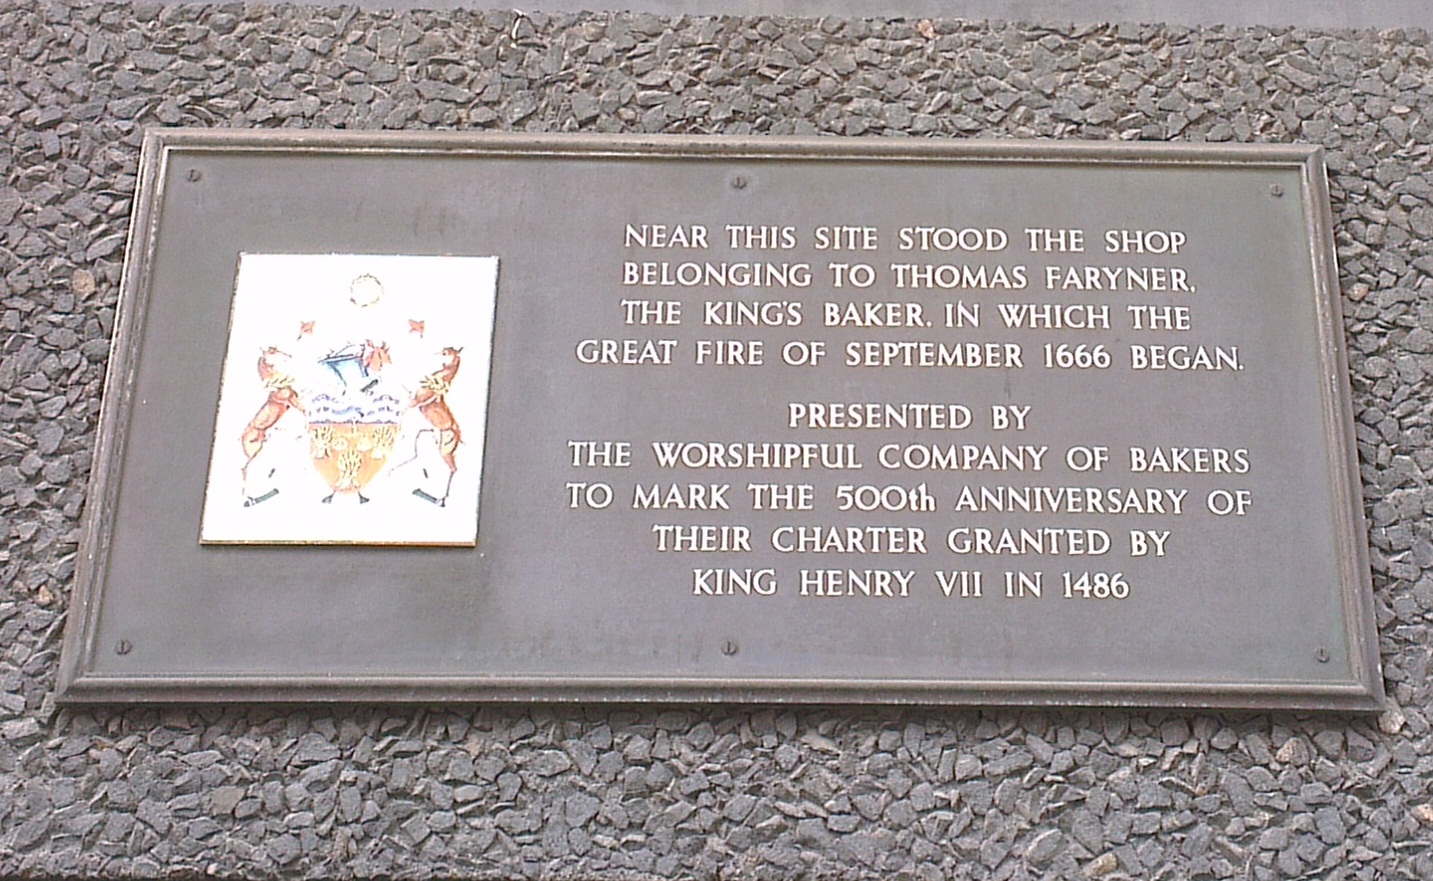 NEAR THIS SITE STOOD THE SHOP
BELONGING TO THOMAS FARYNER,
THE KING'S BAKER, IN WHICH THE
GREAT FIRE OF SEPTEMBER 1666 BEGAN.
PRESENTED BY
THE WORSHIPFUL COMPANY OF BAKERS
TO MARK THE 500th ANNIVERSARY OF
THEIR CHARTER GRANTED BY
KING HENRY VII IN 1486